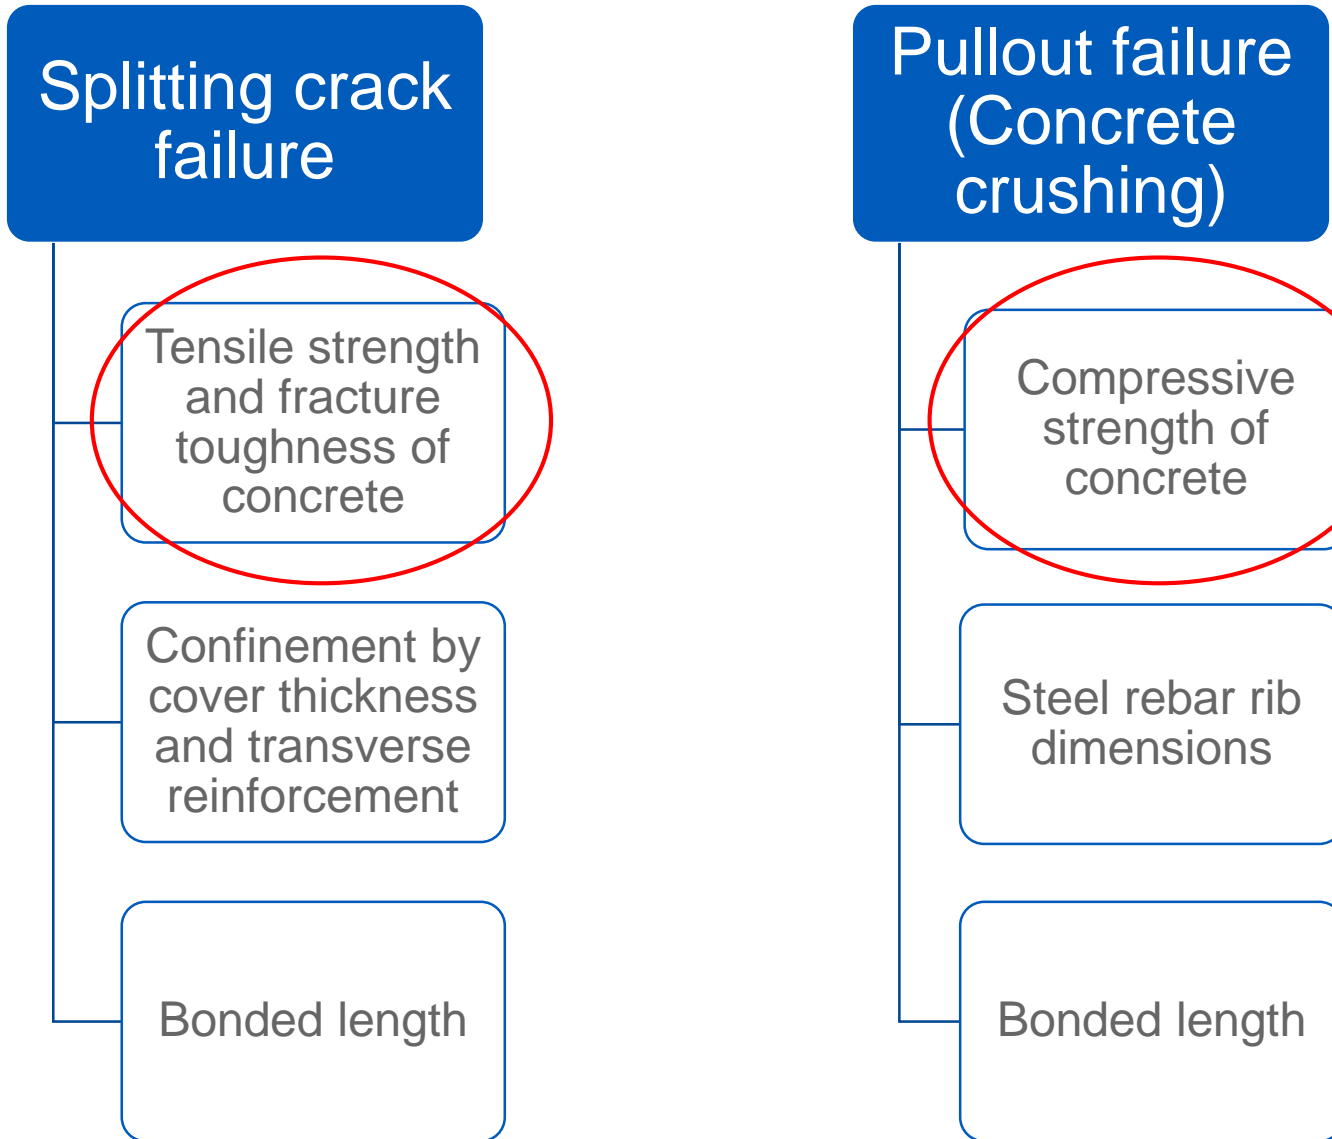 Splitting crack
failure
Tensile strength
and fracture
toughness of
concrete
Confinement by
cover thickness
and transverse
reinforcement
Bonded length
Pullout failure
(Concrete
crushing)
Compressive
strength of
concrete
Steel rebar rib
dimensions
Bonded length